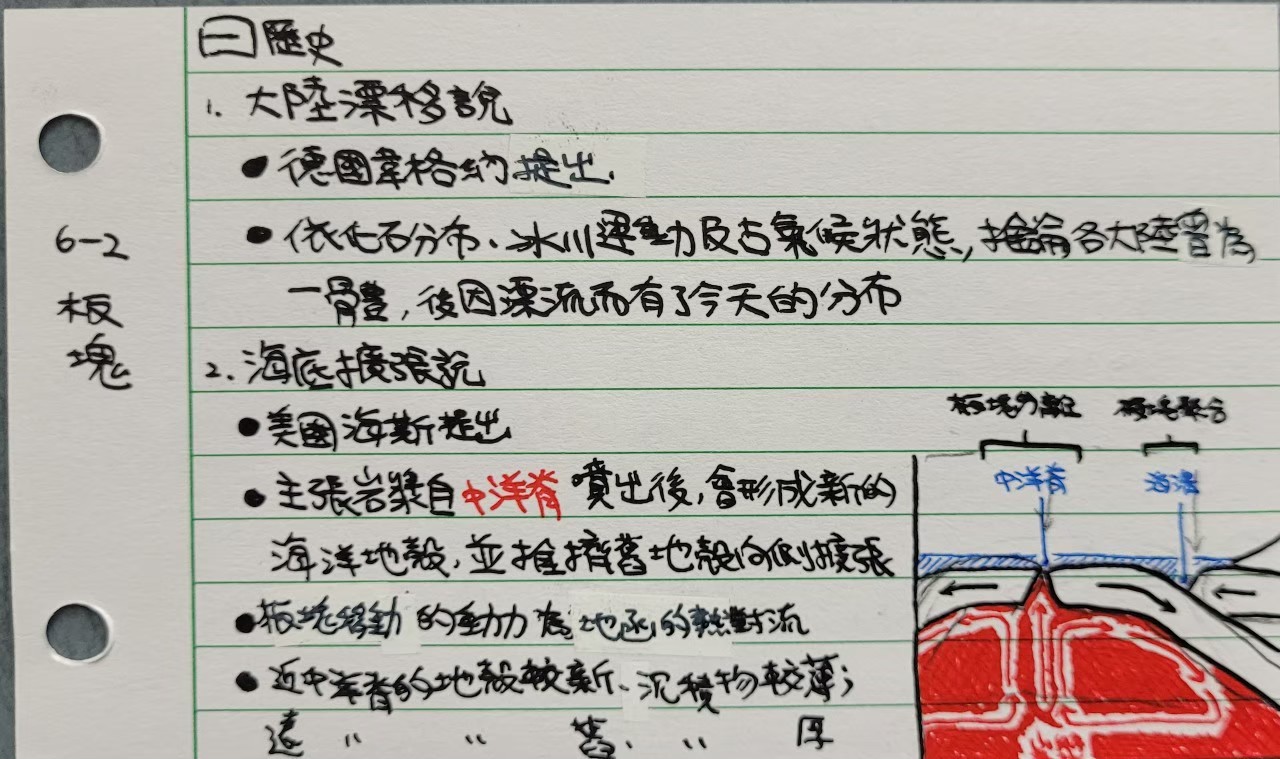 6-2
板
塊
㊀歷史
1. 大陸漂移說
•德國韋格納提出.
•依化石分布、冰川運動及古氣候狀態,推論各大陸曾為
一體,後因漂流而有了今天的分布
2. 海底擴張說
•美國海斯提出
•主張岩漿自中洋脊噴出後,會形成新的
海洋地殼,並推擠舊地殼向側擴張
•板塊移動的動力為地函的熱對流
•近中洋脊的地殼較新、沉積物較薄;
遠 〃 〃 舊、〃 厚
板塊分離 板塊聚合
中洋脊 海溝